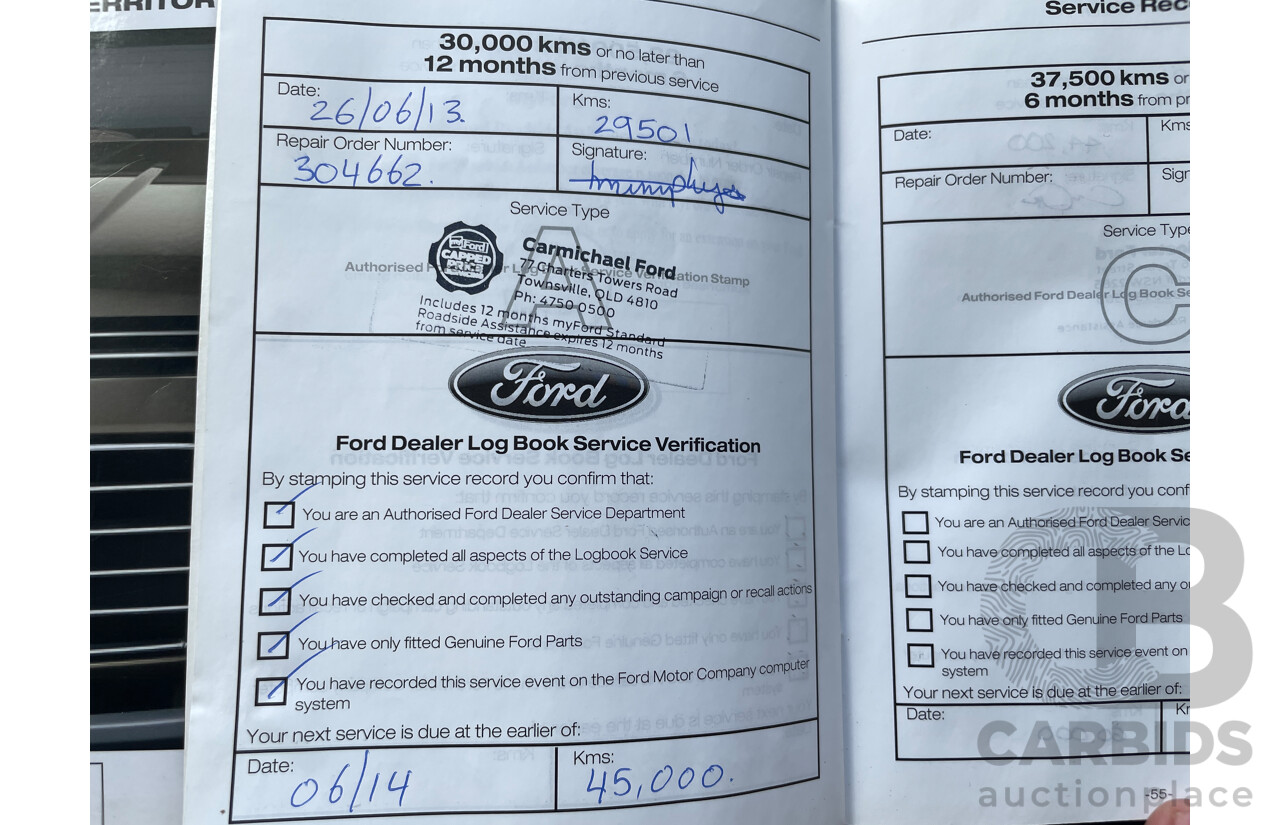 ERRITOR
30,000 kms or no later than
12 months from previous service
Date:
26/06/13.
Kms:
29501
Repair Order Number:
304662.
Signature:
Service Type
A
my Ford
CAPPED
PRICE
Carmichael Ford
77 Charters Towers Road
Townsville, QLD 4810
Ph: 4750 0500
Includes 12 months myFord Standard
Roadside Assistance expires 12 months
from service date
Authorised Ford Dealer Log Book Service Verification Stamp
Ford
Ford Dealer Log Book Service Verification
By stamping this service record you confirm that:
You are an Authorised Ford Dealer Service Department
You have completed all aspects of the Logbook Service
You have checked and completed any outstanding campaign or recall actions
You have only fitted Genuine Ford Parts
You have recorded this service event on the Ford Motor Company computer
system
Your next service is due at the earlier of:
Date:
06/14
Kms:
45,000.
Service Rec
37,500 kms or
6 months from pr
Date:
Kms
Repair Order Number:
Sigr
Service Type
C
Authorised Ford Dealer Log Book Se
Ford
Ford Dealer Log Book Se
By stamping this service record you conf
You are an Authorised Ford Dealer Servic
You have completed all aspects of the Lo
You have checked and completed any ou
You have only fitted Genuine Ford Parts
You have recorded this service event on
system
Your next service is due at the earlier of:
Date:
Kr
-55-
CARBIDS
auctionplace